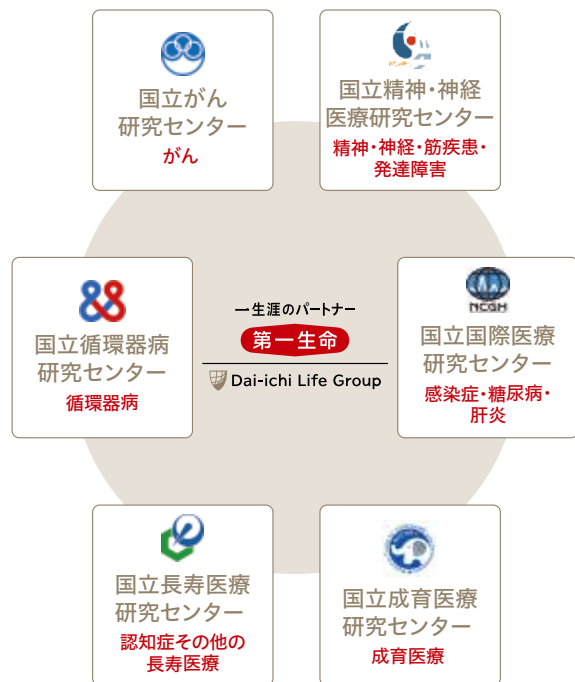 国立がん
研究センター
がん
国立精神・神経
医療研究センター
精神・神経・筋疾患・
発達障害
国立循環器病
研究センター
循環器病
一生涯のパートナー
第一生命
Dai-ichi Life Group
NCGM
国立国際医療
研究センター
感染症・糖尿病・
肝炎
国立長寿医療
研究センター
認知症その他の
長寿医療
国立成育医療
研究センター
成育医療